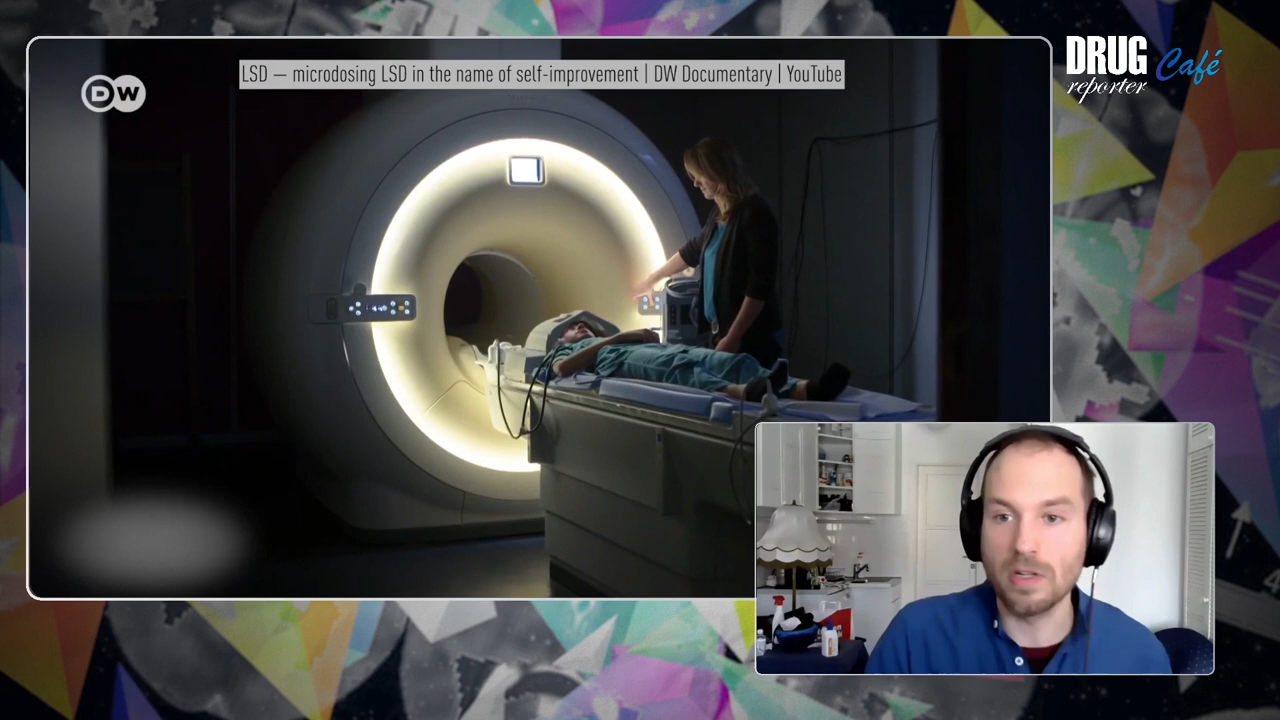 LSD — microdosing LSD in the name of self-improvement | DW Documentary | YouTube
DW
DRUG
reporter
Café